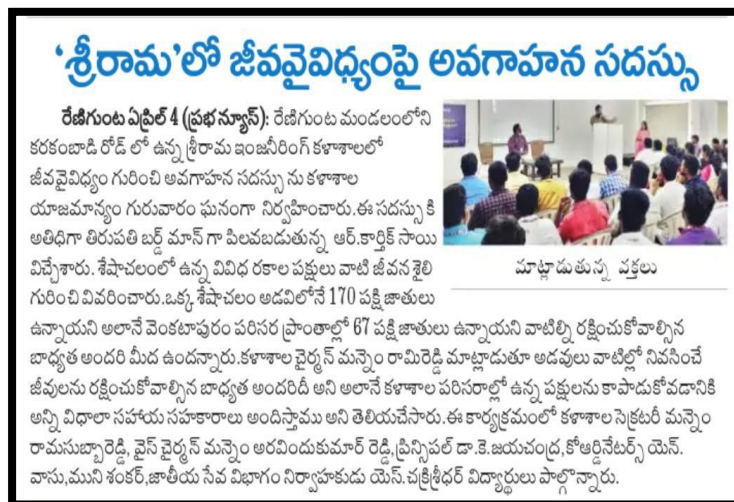 ‘శ్రీరామ’లో జీవవైవిధ్యంపై అవగాహన సదస్సు
రేణిగుంట ఏప్రిల్ 4 (ప్రభ న్యూస్): రేణిగుంట మండలంలోని
కరకంబాడి రోడ్ లో ఉన్న శ్రీరామ ఇంజనీరింగ్ కళాశాలలో
జీవవైవిధ్యం గురించి అవగాహన సదస్సు ను కళాశాల
యాజమాన్యం గురువారం ఘనంగా నిర్వహించారు.ఈ సదస్సు కి
అతిధిగా తిరుపతి బర్డ్ మాన్ గా పిలవబడుతున్న ఆర్.కార్తీక్ సాయి
విచ్చేశారు. శేషాచలంలో ఉన్న వివిధ రకాల పక్షులు వాటి జీవన శైలి
గురించి వివరించారు.ఒక్క శేషాచలం అడవిలోనే 170 పక్షి జాతులు
మాట్లాడుతున్న వక్తలు
ఉన్నాయని అలానే వెంకటాపురం పరిసర ప్రాంతాల్లో 67 పక్షి జాతులు ఉన్నాయని వాటిల్ని రక్షించుకోవాల్సిన
బాధ్యత అందరి మీద ఉందన్నారు.కళాశాల చైర్మన్ మన్నెం రామిరెడ్డి మాట్లాడుతూ అడవులు వాటిల్లో నివసించే
జీవులను రక్షించుకోవాల్సిన బాధ్యత అందరిదీ అని అలానే కళాశాల పరిసరాల్లో ఉన్న పక్షులను కాపాడుకోవడానికి
అన్ని విధాలా సహాయ సహకారాలు అందిస్తాము అని తెలియచేసారు.ఈ కార్యక్రమంలో కళాశాల సెక్రటరీ మన్నెం
రామసుబ్బారెడ్డి, వైస్ చైర్మన్ మన్నెం అరవిందకుమార్ రెడ్డి,ప్రిన్సిపల్ డా.కె.జయచంద్ర,కోఆర్డినేటర్స్ యెన్.
వాసు,ముని శంకర్,జాతీయ సేవ విభాగం నిర్వాహకుడు యెస్.చక్రిశ్రీధర్ విద్యార్థులు పాల్గొన్నారు.